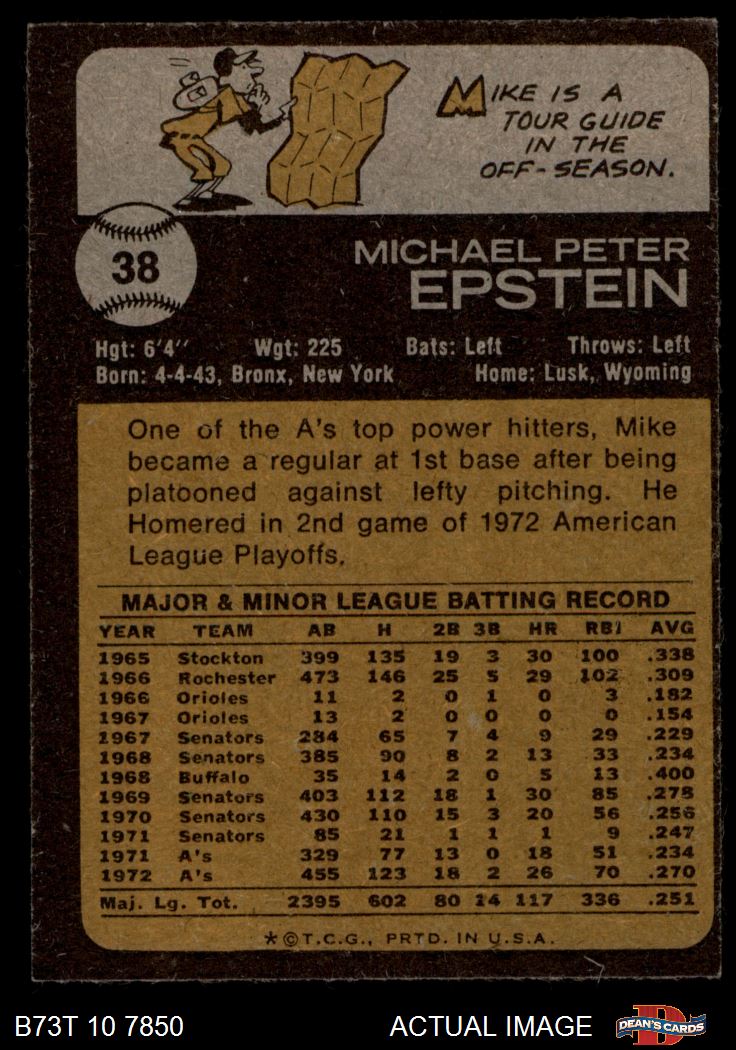 MIKE IS A
TOUR GUIDE
IN THE
OFF-SEASON.
38
MICHAEL PETER
EPSTEIN
Hgt: 6'4" Wgt: 225 Bats: Left Throws: Left
Born: 4-4-43, Bronx, New York Home: Lusk, Wyoming
One of the A's top power hitters, Mike
became a regular at 1st base after being
platooned against lefty pitching. He
Homered in 2nd game of 1972 American
League Playoffs.
MAJOR & MINOR LEAGUE BATTING RECORD
YEAR TEAM AB H 2B 3B HR RBI AVG
1965 Stockton 399 135 19 3 30 100 .338
1966 Rochester 473 146 25 5 29 102 .309
1966 Orioles 11 2 0 1 0 3 .182
1967 Orioles 13 2 0 0 0 0 .154
1967 Senators 284 65 7 4 9 29 .229
1968 Senators 385 90 8 2 13 33 .234
1968 Buffalo 35 14 2 0 5 13 .400
1969 Senators 403 112 18 1 30 85 .278
1970 Senators 430 110 15 3 20 56 .256
1971 Senators 85 21 1 1 1 9 .247
1971 A's 329 77 13 0 18 51 .234
1972 A's 455 123 18 2 26 70 .270
Maj. Lg. Tot. 2395 602 80 14 117 336 .251
*©T.C.G., PRTD. IN U.S.A.
B73T 10 7850 ACTUAL IMAGE D DEAN'S CARDS